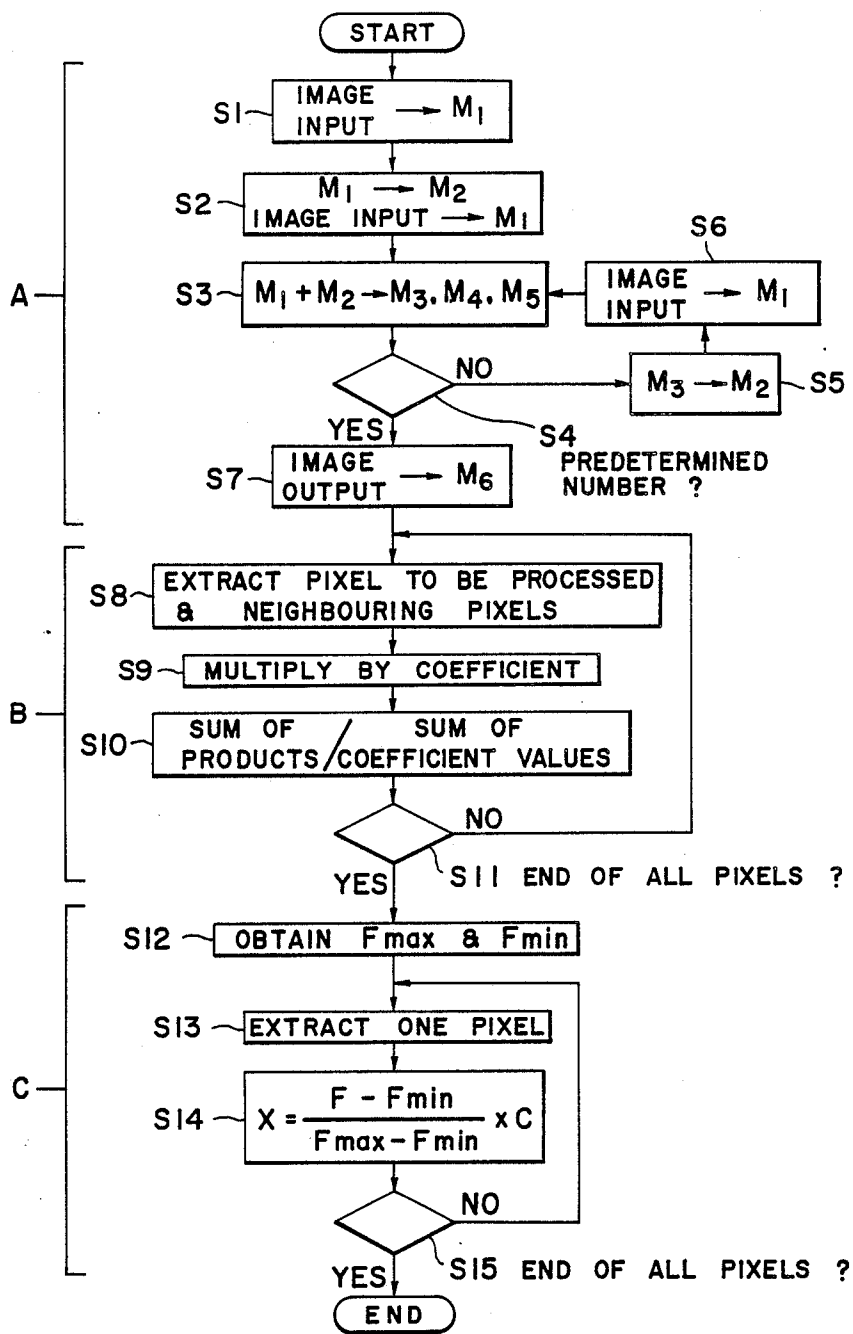 START
S1
IMAGE INPUT → M1
S2
M1 → M2
IMAGE INPUT → M1
A
S3
M1 + M2 → M3. M4. M5
S6
IMAGE INPUT → M1
NO
M3 → M2
S5
YES
S4
PREDETERMINED
NUMBER ?
S7
IMAGE OUTPUT → M6
S8
EXTRACT PIXEL TO BE PROCESSED
& NEIGHBOURING PIXELS
S9
MULTIPLY BY COEFFICIENT
B
S10
SUM OF PRODUCTS / SUM OF COEFFICIENT VALUES
NO
YES
S11 END OF ALL PIXELS ?
S12
OBTAIN Fmax & Fmin
S13
EXTRACT ONE PIXEL
C
S14
X = F - Fmin / Fmax - Fmin x C
NO
YES
S15 END OF ALL PIXELS ?
END